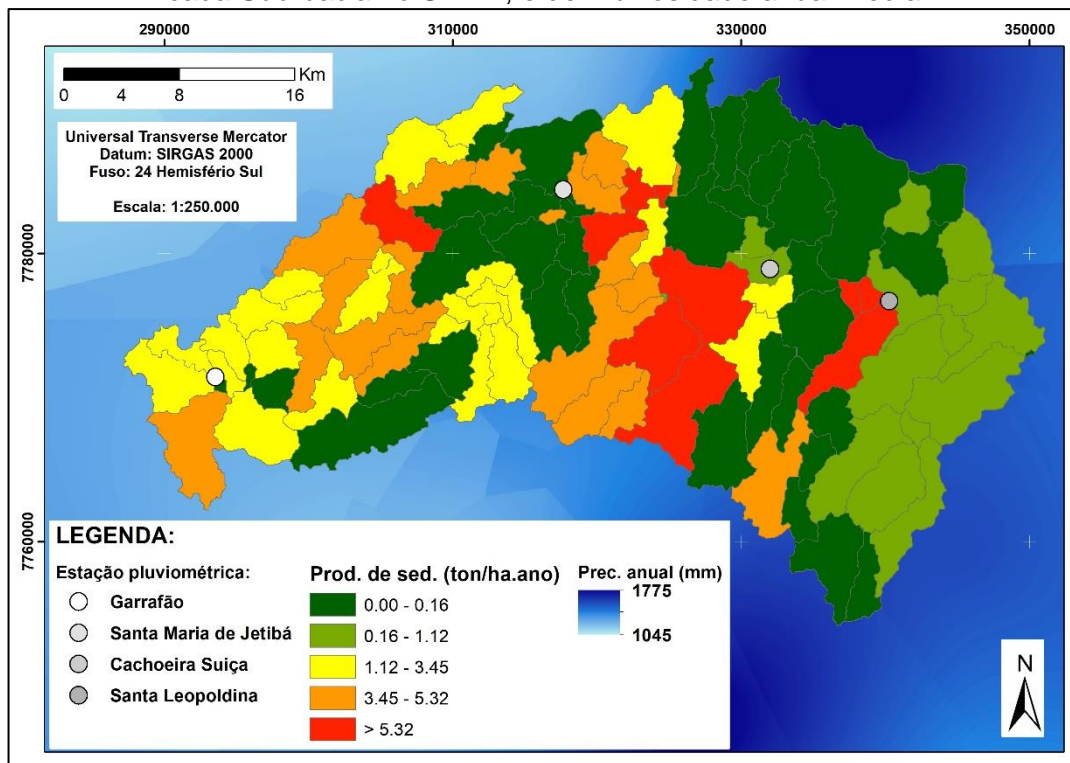 290000 310000 330000 350000
Km
0 4 8 16
Universal Transverse Mercator
Datum: SIRGAS 2000
Fuso: 24 Hemisfério Sul
Escala: 1:250.000
7780000
7760000
LEGENDA:
Estação pluviométrica:
Garrafão
Santa Maria de Jetibá
Cachoeira Suiça
Santa Leopoldina
Prod. de sed. (ton/ha.ano)
0.00 - 0.16
0.16 - 1.12
1.12 - 3.45
3.45 - 5.32
> 5.32
Prec. anual (mm)
1775
1045
N